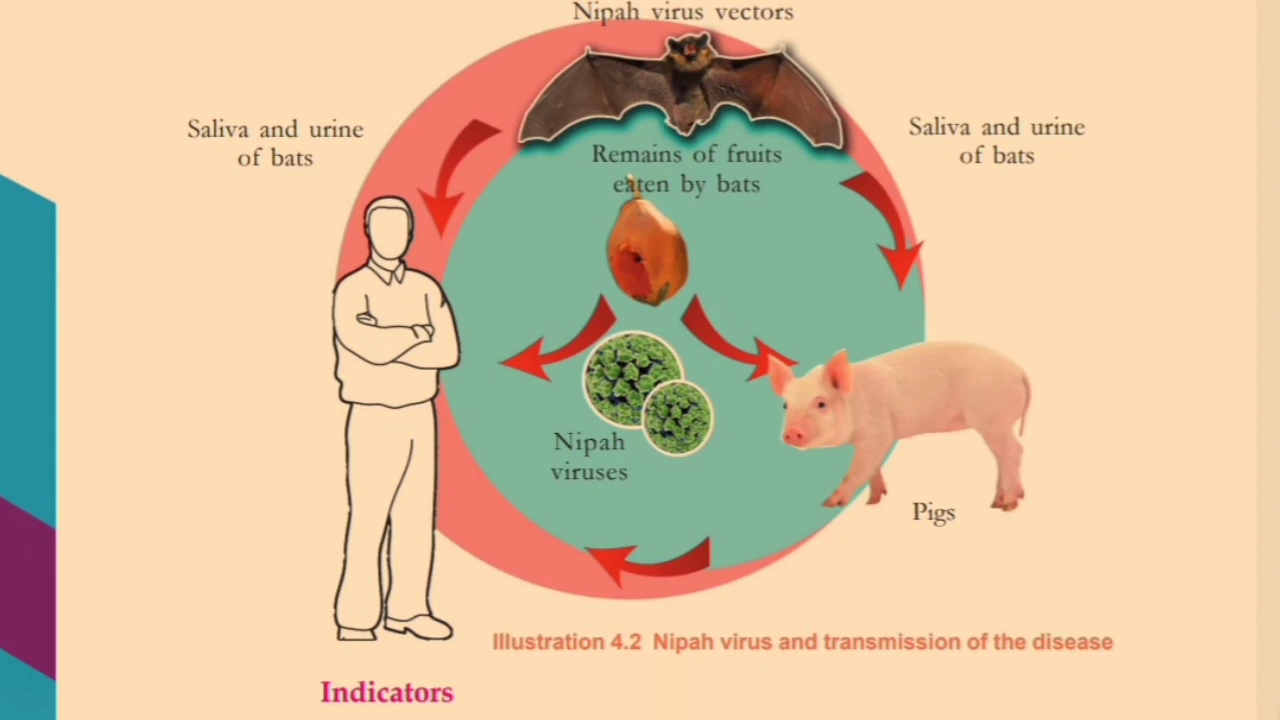 Nipah virus vectors
Saliva and urine
of bats
Saliva and urine
of bats
Remains of fruits
eaten by bats
Nipah
viruses
Pigs
Illustration 4.2 Nipah virus and transmission of the disease
Indicators